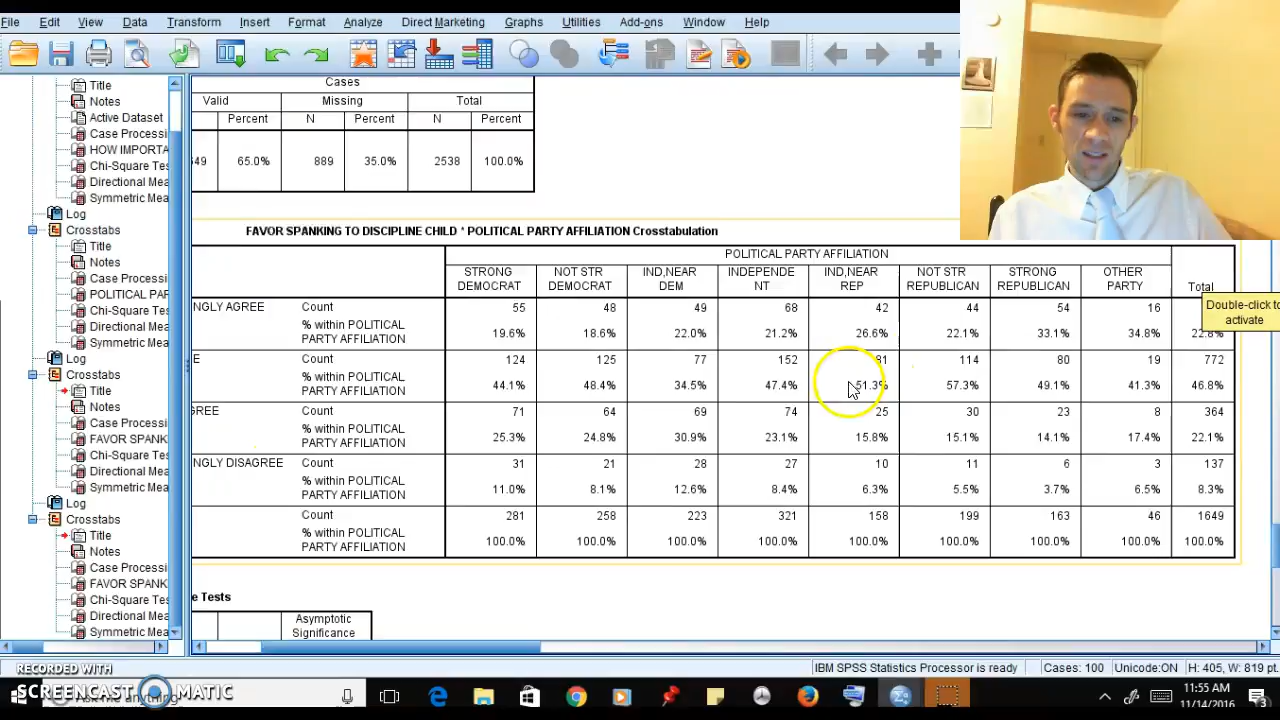 File Edit View Data Transform Insert Format Analyze Direct Marketing Graphs Utilities Add-ons Window Help
Title
Notes
Active Dataset
Case Processi
HOW IMPORTA
Chi-Square Tes
Directional Mea
Symmetric Mea
Log
Crosstabs
Title
Notes
Case Processi
POLITICAL PAR
Chi-Square Tes
Directional Mea
Symmetric Mea
Log
Crosstabs
Title
Notes
Case Processi
FAVOR SPANK
Chi-Square Tes
Directional Mea
Symmetric Mea
Log
Crosstabs
Title
Notes
Case Processi
FAVOR SPANK
Chi-Square Tes
Directional Mea
Symmetric Mea
Cases
Valid Missing Total
Percent N Percent N Percent
49 65.0% 889 35.0% 2538 100.0%
FAVOR SPANKING TO DISCIPLINE CHILD * POLITICAL PARTY AFFILIATION Crosstabulation
POLITICAL PARTY AFFILIATION
STRONG DEMOCRAT NOT STR DEMOCRAT IND,NEAR DEM INDEPENDE NT IND,NEAR REP NOT STR REPUBLICAN STRONG REPUBLICAN OTHER PARTY Total
NGLY AGREE Count 55 48 49 68 42 44 54 16
% within POLITICAL PARTY AFFILIATION 19.6% 18.6% 22.0% 21.2% 26.6% 22.1% 33.1% 34.8% 22.8%
E Count 124 125 77 152 81 114 80 19 772
% within POLITICAL PARTY AFFILIATION 44.1% 48.4% 34.5% 47.4% 51.3% 57.3% 49.1% 41.3% 46.8%
GREE Count 71 64 69 74 25 30 23 8 364
% within POLITICAL PARTY AFFILIATION 25.3% 24.8% 30.9% 23.1% 15.8% 15.1% 14.1% 17.4% 22.1%
NGLY DISAGREE Count 31 21 28 27 10 11 6 3 137
% within POLITICAL PARTY AFFILIATION 11.0% 8.1% 12.6% 8.4% 6.3% 5.5% 3.7% 6.5% 8.3%
Count 281 258 223 321 158 199 163 46 1649
% within POLITICAL PARTY AFFILIATION 100.0% 100.0% 100.0% 100.0% 100.0% 100.0% 100.0% 100.0% 100.0%
Double-click to
activate
e Tests
Asymptotic
Significance
IBM SPSS Statistics Processor is ready Cases: 100 Unicode:ON H: 405, W: 819 pt.
RECORDED WITH
SCREENCAST MATIC
11:55 AM
11/14/2016